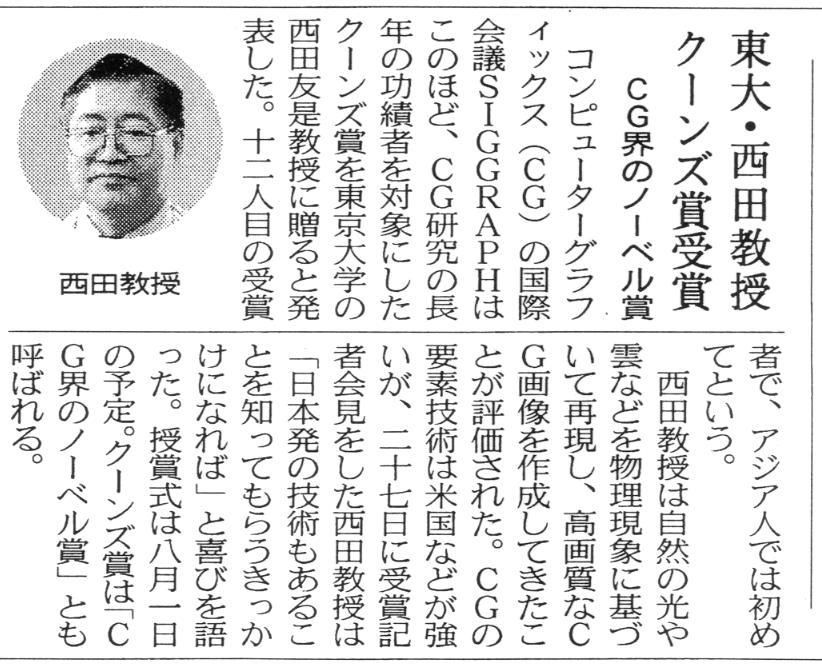 東大・西田教授
クーンズ賞受賞
CG界のノーベル賞
コンピューターグラフ
ィックス（CG）の国際
会議SIGGRAPHは
このほど、CG研究の長
年の功績者を対象にした
クーンズ賞を東京大学の
西田友是教授に贈ると発
表した。十二人目の受賞
西田教授
者で、アジア人では初め
てという。
西田教授は自然の光や
雲などを物理現象に基づ
いて再現し、高画質なC
G画像を作成してきたこ
とが評価された。CGの
要素技術は米国などが強
いが、二十七日に受賞記
者会見をした西田教授は
「日本発の技術もあるこ
とを知ってもらうきっか
けになれば」と喜びを語
った。授賞式は八月一日
の予定。クーンズ賞は「C
G界のノーベル賞」とも
呼ばれる。